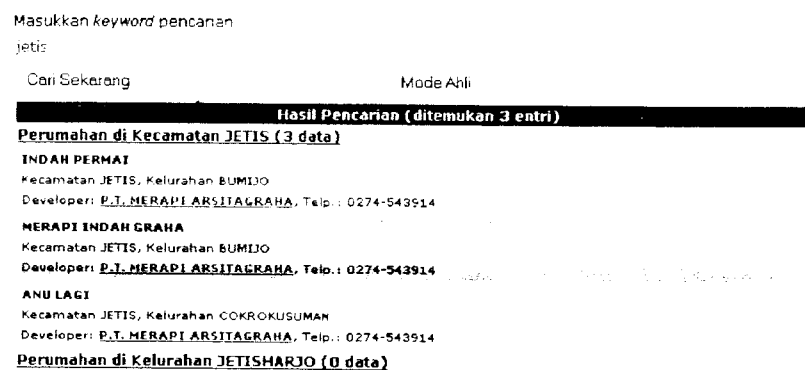 Masukkan keyword pencarian
jetis
Cari Sekarang Mode Ahli
Hasil Pencarian (ditemukan 3 entri)
Perumahan di Kecamatan JETIS (3 data)
INDAH PERMAI
Kecamatan JETIS, Kelurahan BUMIJO
Developer: P.T. MERAPI ARSITAGRAHA, Telp.: 0274-543914
MERAPI INDAH GRAHA
Kecamatan JETIS, Kelurahan BUMIJO
Developer: P.T. MERAPI ARSITAGRAHA, Telp.: 0274-543914
ANU LAGI
Kecamatan JETIS, Kelurahan COKROKUSUMAN
Developer: P.T. MERAPI ARSITAGRAHA, Telp.: 0274-543914
Perumahan di Kelurahan JETISHARJO (0 data)